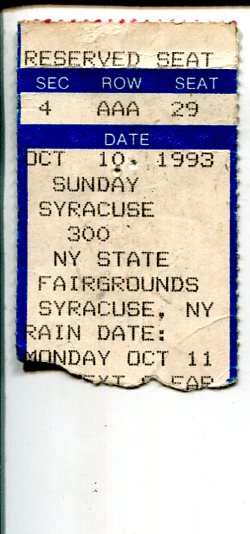 RESERVED SEAT
SEC ROW SEAT
4 AAA 29
DATE
OCT 10, 1993
SUNDAY
SYRACUSE
300
NY STATE
FAIRGROUNDS
SYRACUSE, NY
RAIN DATE:
MONDAY OCT 11